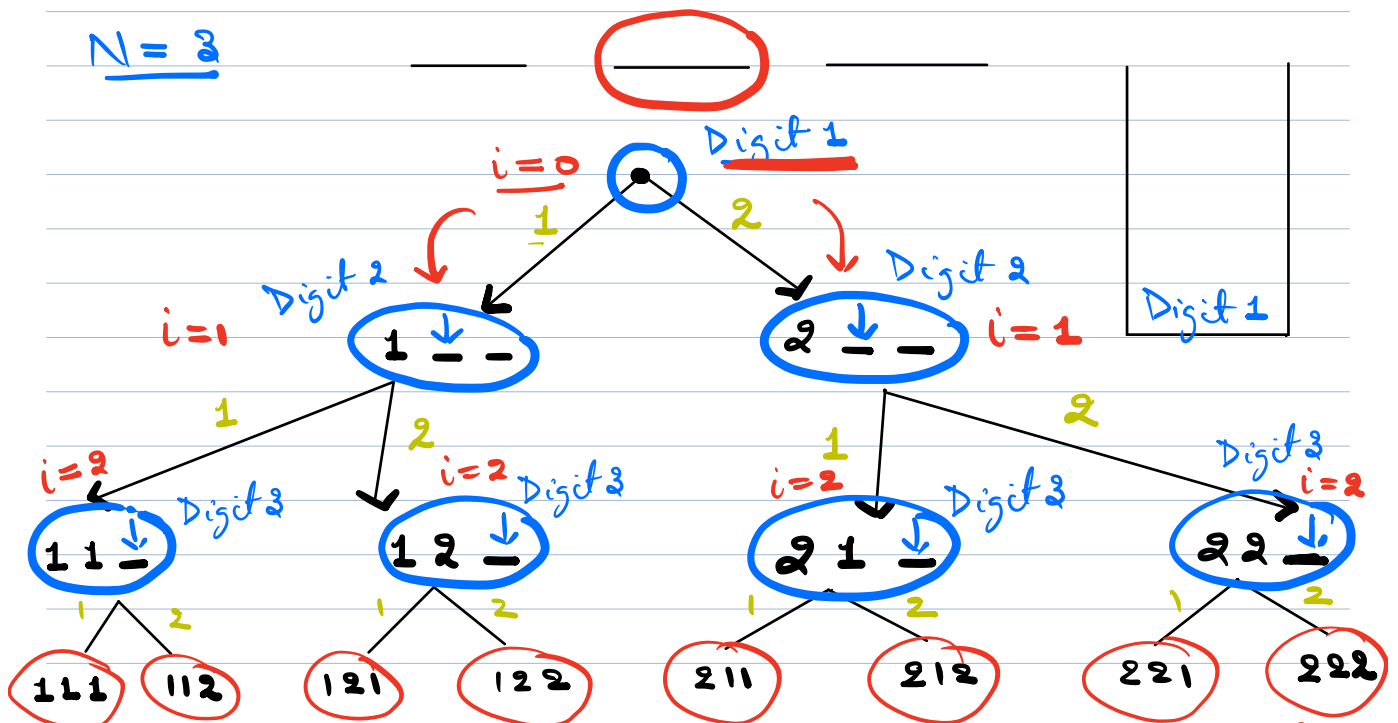 N = 3
i=0
Digit 1
1
2
Digit 2
Digit 2
i=1
1 _ _
2 _ _
i=1
Digit 1
1
2
1
2
i=2
Digit 3
i=2
Digit 3
i=2
Digit 3
Digit 3
i=2
1 1 _
1 2 _
2 1 _
2 2 _
1
2
1
2
1
2
1
2
111
112
121
122
211
212
221
222